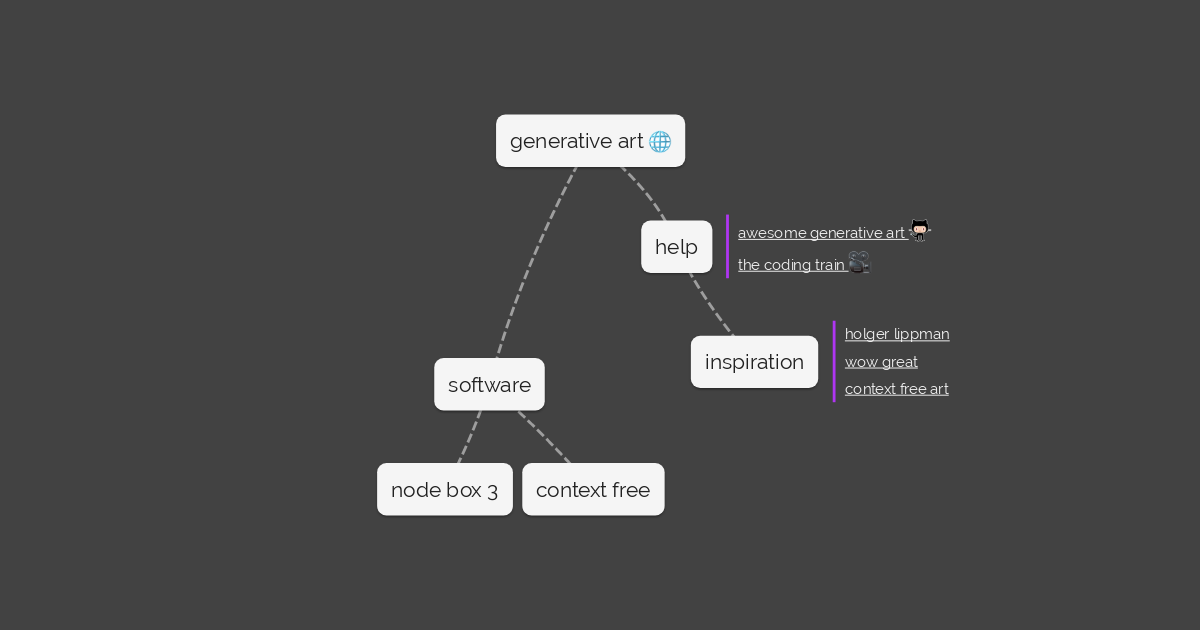 generative art 🌐
help
awesome generative art
the coding train 🎥
inspiration
holger lippman
wow great
context free art
software
node box 3
context free